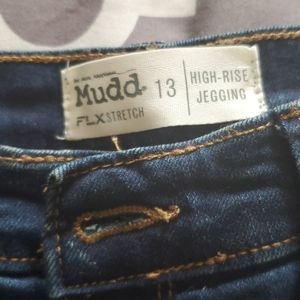 Mudd
FLX STRETCH
13
HIGH-RISE
JEGGING